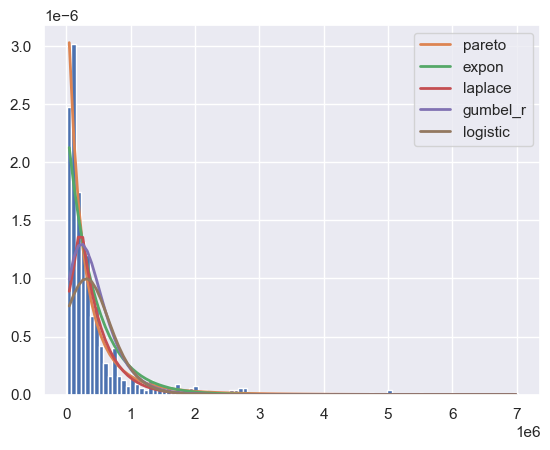 1e−6
3.0
2.5
2.0
1.5
1.0
0.5
0.0
pareto
expon
laplace
gumbel_r
logistic
0 1 2 3 4 5 6 7
1e6